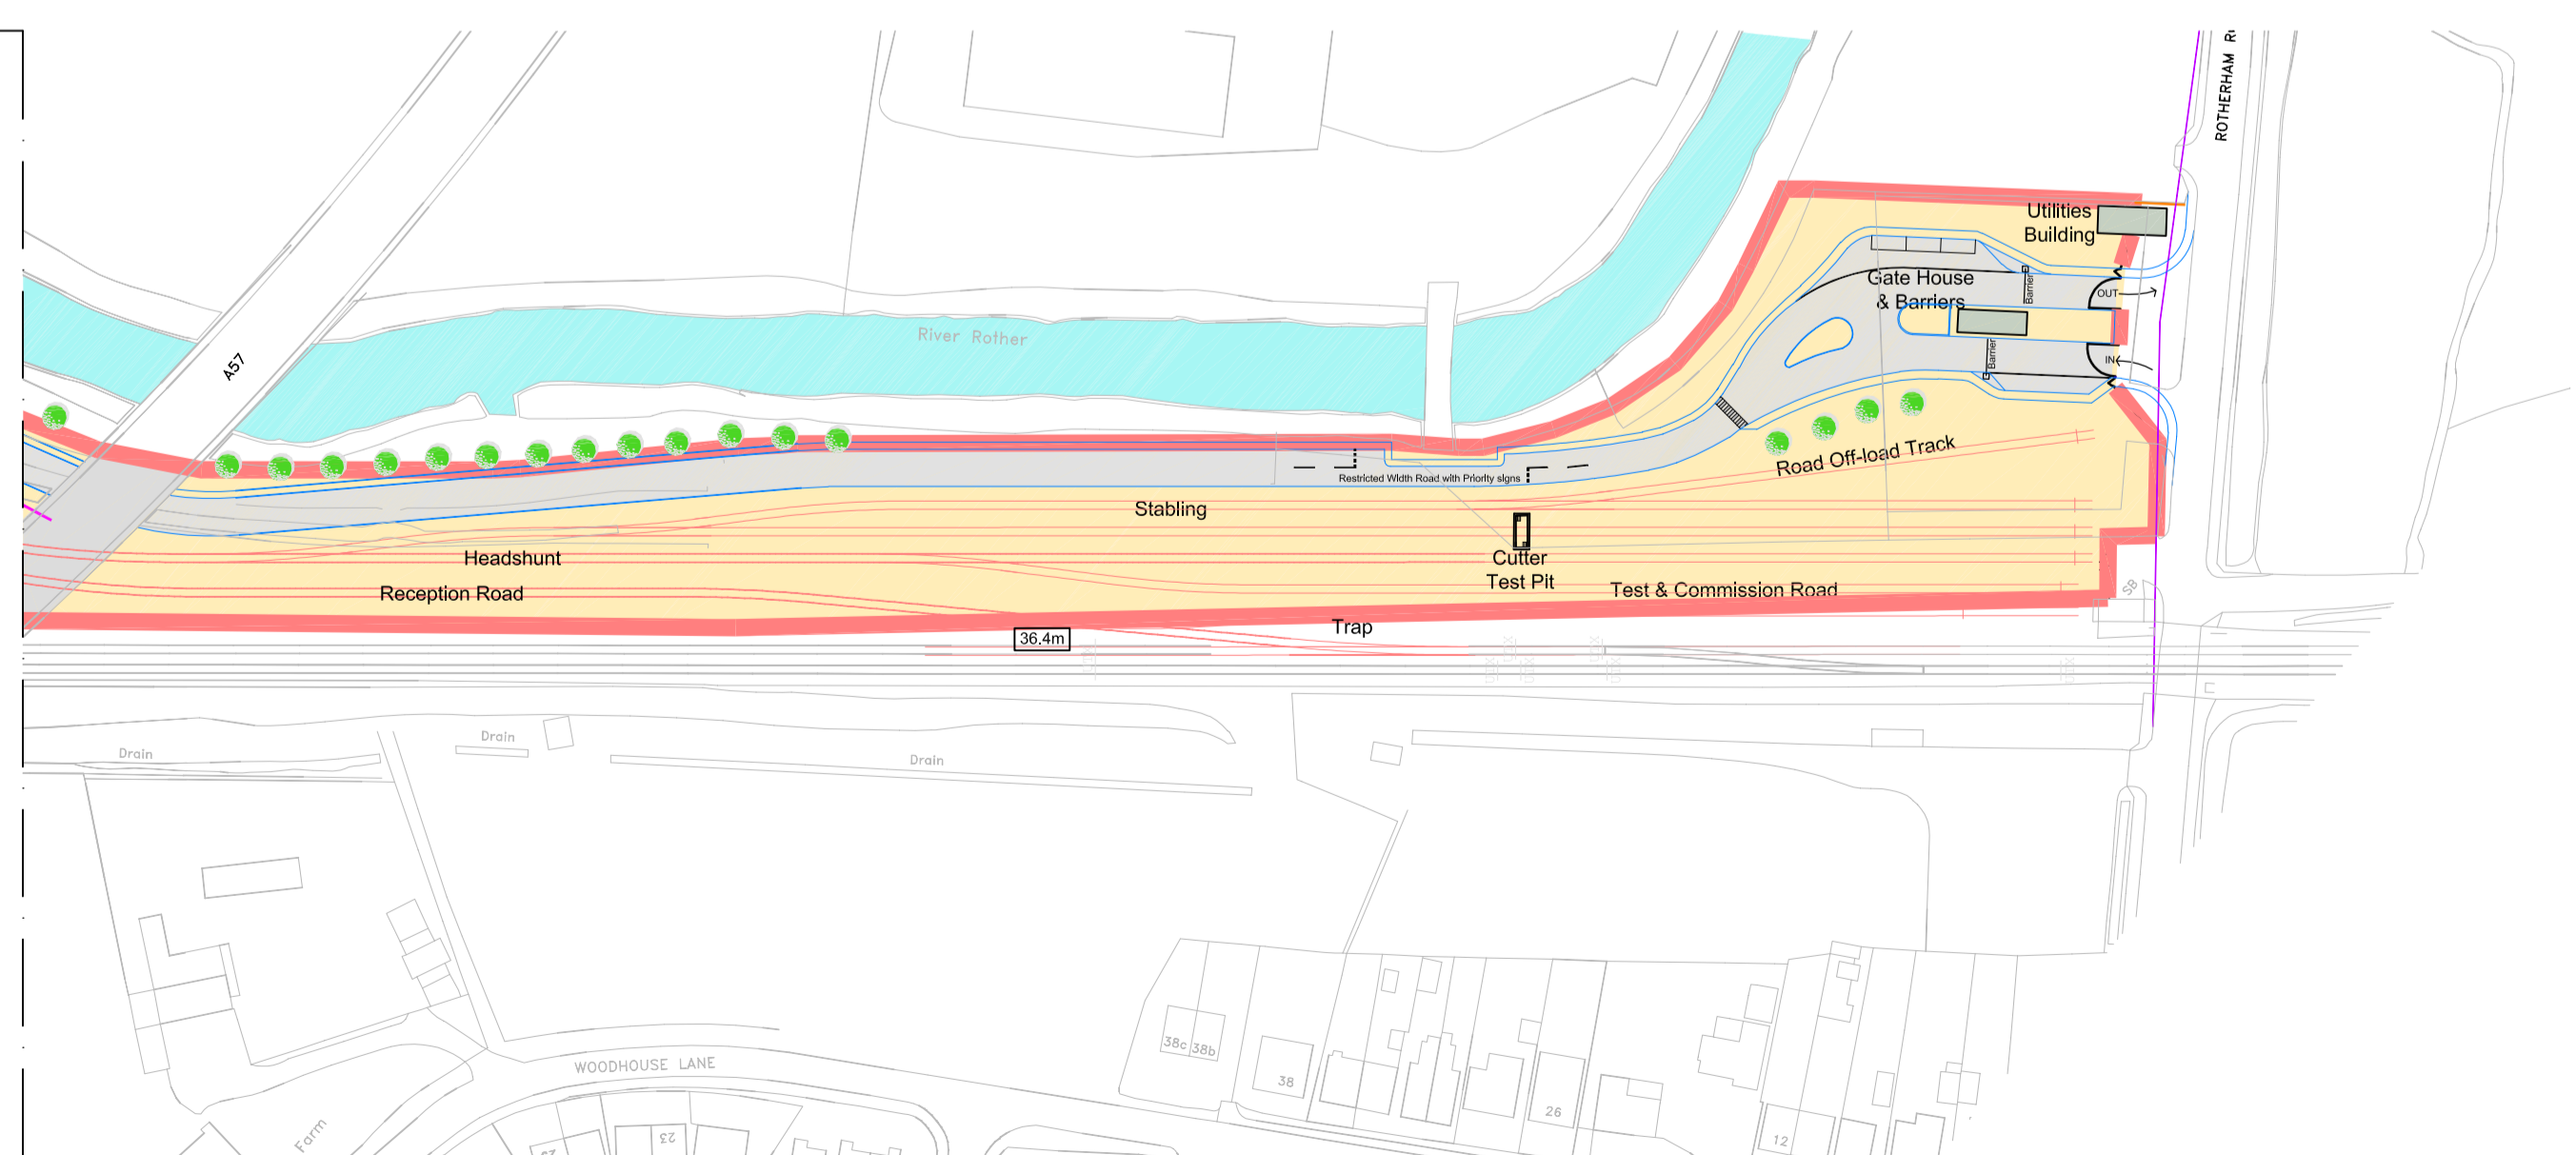 ROTHERHAM
Utilities
Building
Gate House
& Barriers
Barrier
OUT
Barrier
IN
River Rother
A57
Road Off-load Track
Restricted Width Road with Priority signs
Stabling
Headshunt
Cutter
Test Pit
Reception Road
Test & Commission Road
SB
Trap
36.4m
Drain
Drain
Drain
WOODHOUSE LANE
38c
38b
38
26
12
Farm
23